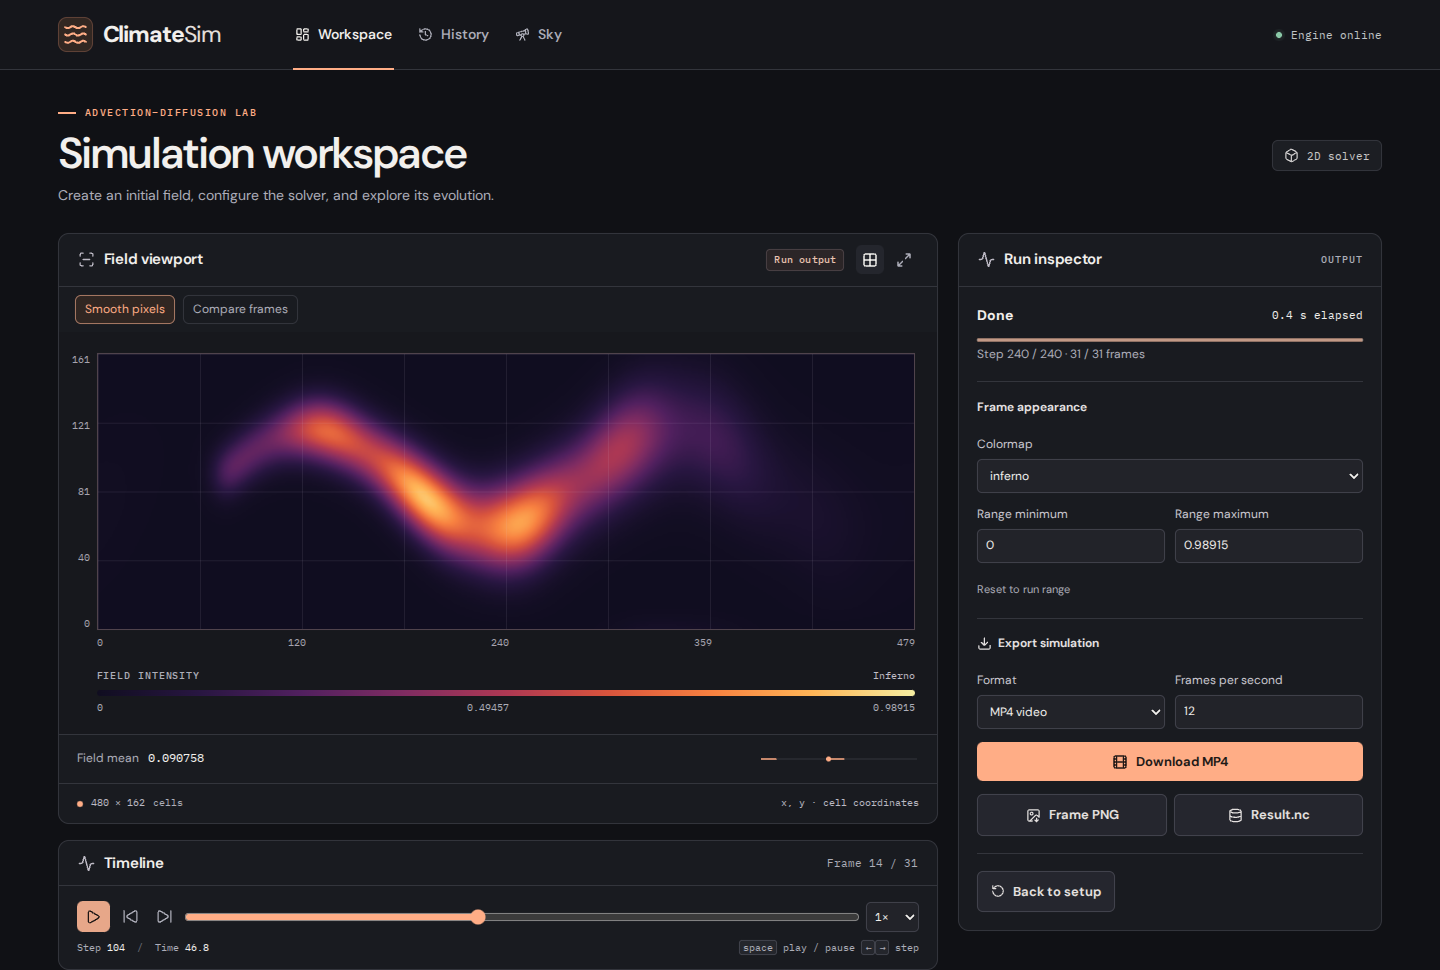 ClimateSim
Workspace
History
Sky
Engine online
ADVECTION–DIFFUSION LAB
Simulation workspace
2D solver
Create an initial field, configure the solver, and explore its evolution.
Field viewport
Run output
Smooth pixels
Compare frames
161
121
81
40
0
0 120 240 359 479
FIELD INTENSITY Inferno
0 0.49457 0.98915
Field mean 0.090758
480 × 162 cells
x, y · cell coordinates
Timeline
Frame 14 / 31
1×
Step 104 / Time 46.8
space play / pause ← → step
Run inspector
OUTPUT
Done
0.4 s elapsed
Step 240 / 240 · 31 / 31 frames
Frame appearance
Colormap
inferno
Range minimum Range maximum
0 0.98915
Reset to run range
Export simulation
Format Frames per second
MP4 video 12
Download MP4
Frame PNG
Result.nc
Back to setup